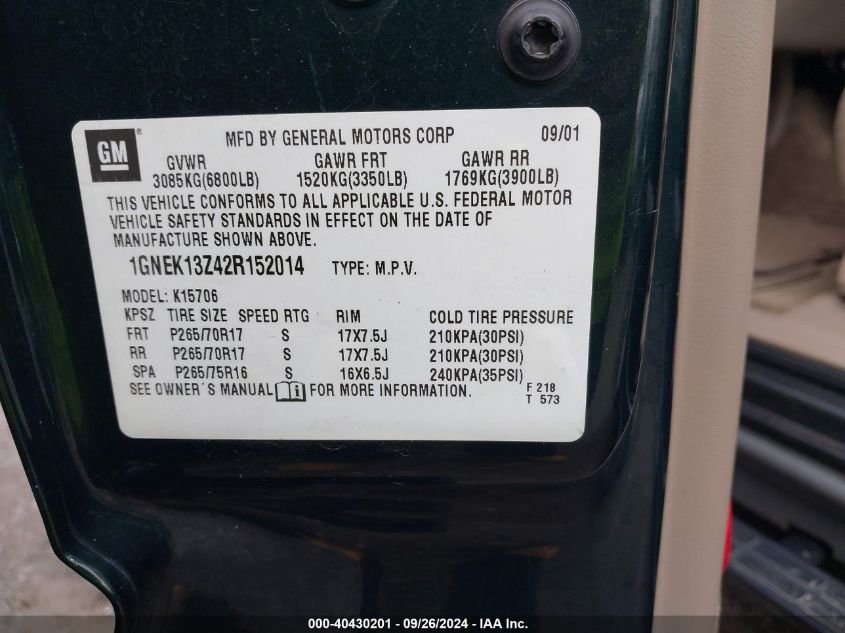 GM ®
MFD BY GENERAL MOTORS CORP 09/01
GVWR GAWR FRT GAWR RR
3085KG(6800LB) 1520KG(3350LB) 1769KG(3900LB)
THIS VEHICLE CONFORMS TO ALL APPLICABLE U.S. FEDERAL MOTOR
VEHICLE SAFETY STANDARDS IN EFFECT ON THE DATE OF
MANUFACTURE SHOWN ABOVE.
1GNEK13Z42R152014 TYPE: M.P.V.
MODEL: K15706
KPSZ TIRE SIZE SPEED RTG RIM COLD TIRE PRESSURE
FRT P265/70R17 S 17X7.5J 210KPA(30PSI)
RR P265/70R17 S 17X7.5J 210KPA(30PSI)
SPA P265/75R16 S 16X6.5J 240KPA(35PSI)
SEE OWNER´S MANUAL i FOR MORE INFORMATION. F 218
T 573
000-40430201 - 09/26/2024 - IAA Inc.